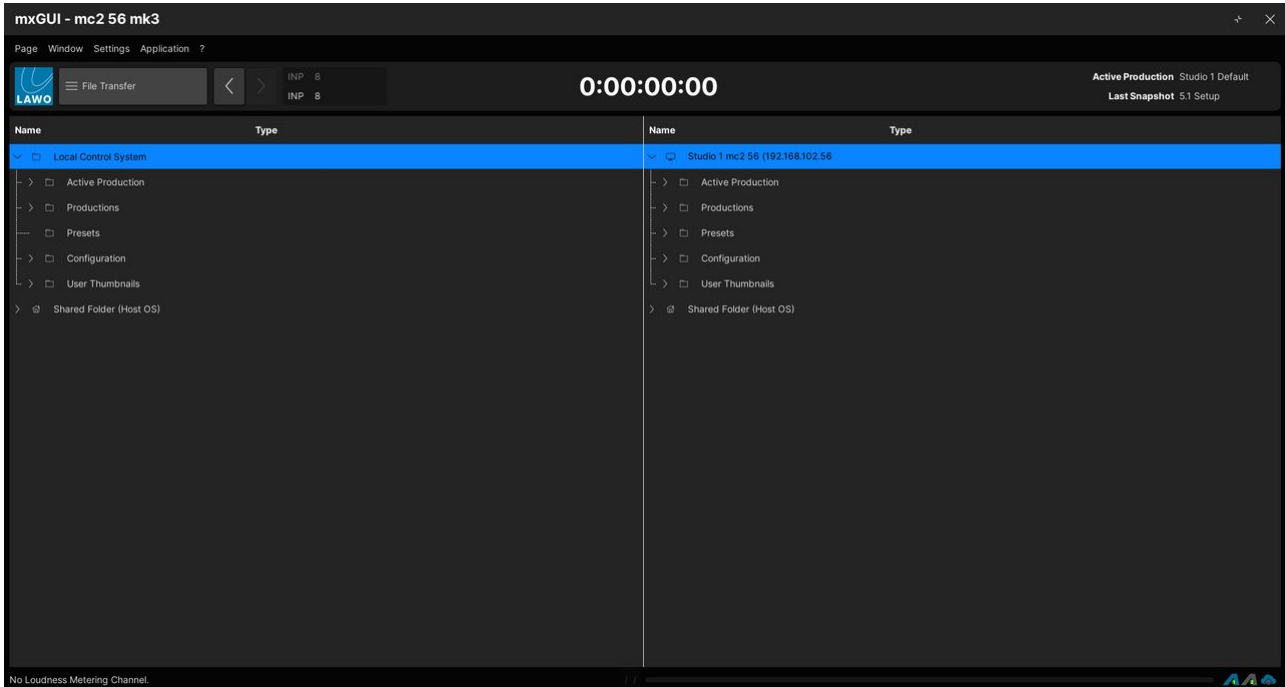 mxGUI - mc2 56 mk3
Page Window Settings Application ?
LAWO File Transfer INP 8 0:00:00:00 Active Production Studio 1 Default
INP 8 Last Snapshot 5.1 Setup
Name Type Name Type
Local Control System Studio 1 mc2 56 (192.168.102.56
Active Production Active Production
Productions Productions
Presets Presets
Configuration Configuration
User Thumbnails User Thumbnails
Shared Folder (Host OS) Shared Folder (Host OS)
No Loudness Metering Channel. / /